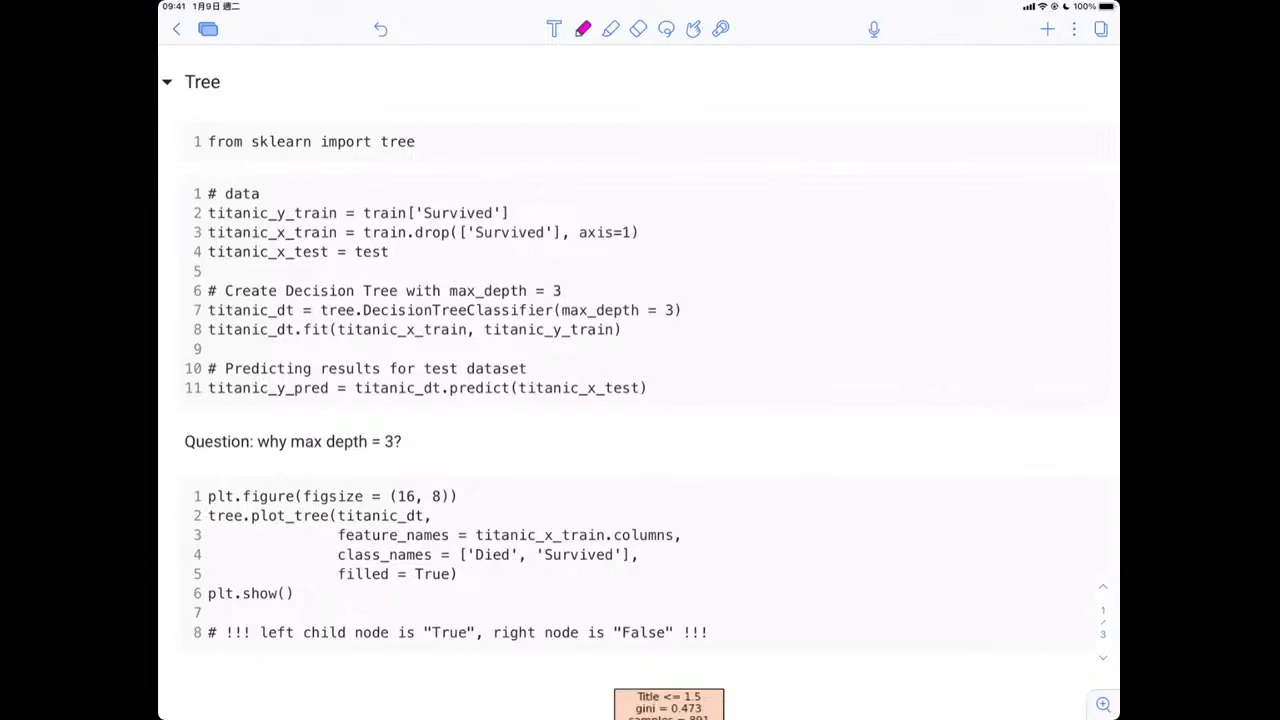 09:41 1月9日 週二
100%
Tree
1 from sklearn import tree
1 # data
2 titanic_y_train = train['Survived']
3 titanic_x_train = train.drop(['Survived'], axis=1)
4 titanic_x_test = test
5
6 # Create Decision Tree with max_depth = 3
7 titanic_dt = tree.DecisionTreeClassifier(max_depth = 3)
8 titanic_dt.fit(titanic_x_train, titanic_y_train)
9
10 # Predicting results for test dataset
11 titanic_y_pred = titanic_dt.predict(titanic_x_test)
Question: why max depth = 3?
1 plt.figure(figsize = (16, 8))
2 tree.plot_tree(titanic_dt,
3 feature_names = titanic_x_train.columns,
4 class_names = ['Died', 'Survived'],
5 filled = True)
6 plt.show()
7
8 # !!! left child node is "True", right node is "False" !!!
1
/
3
Title <= 1.5
gini = 0.473
samples = 891